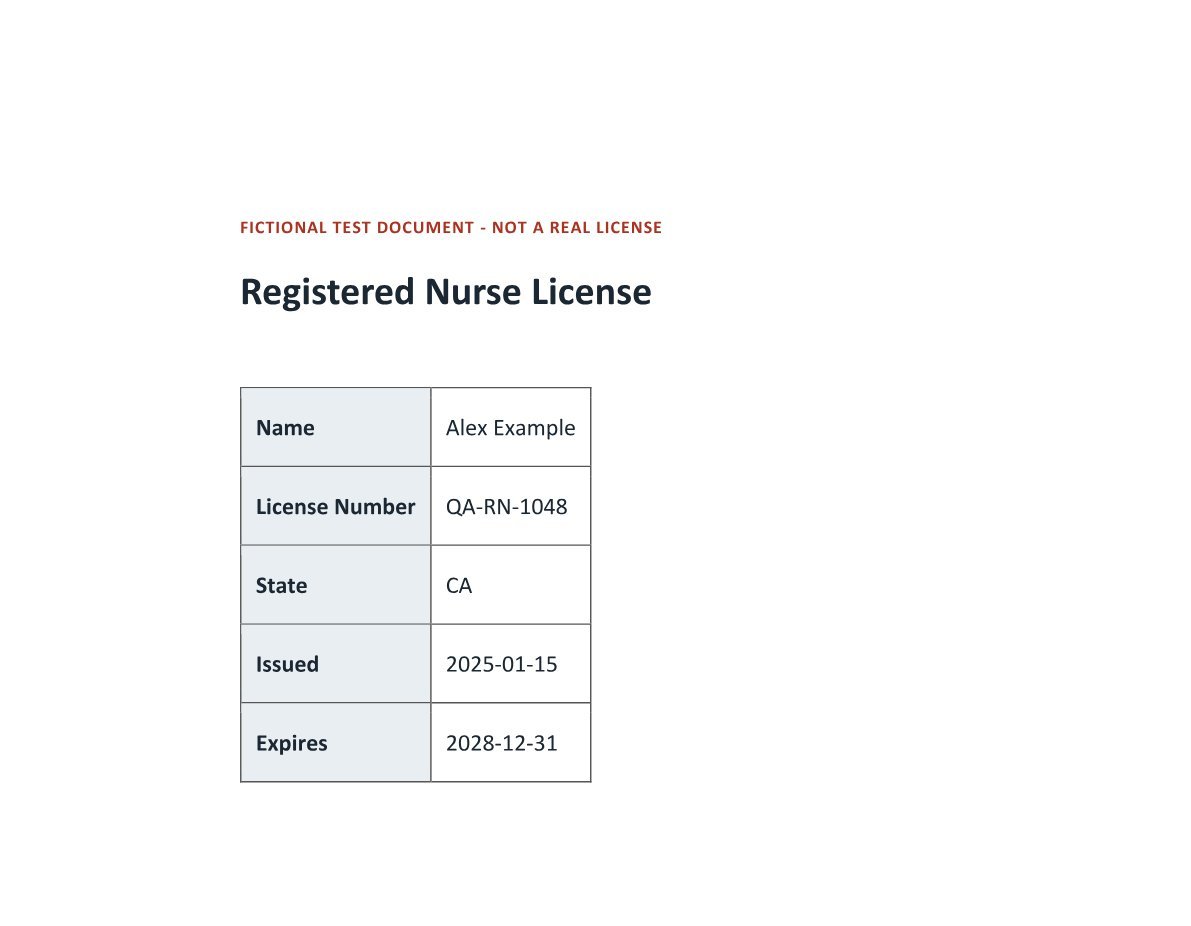 FICTIONAL TEST DOCUMENT - NOT A REAL LICENSE
Registered Nurse License
Name Alex Example
License Number QA-RN-1048
State CA
Issued 2025-01-15
Expires 2028-12-31